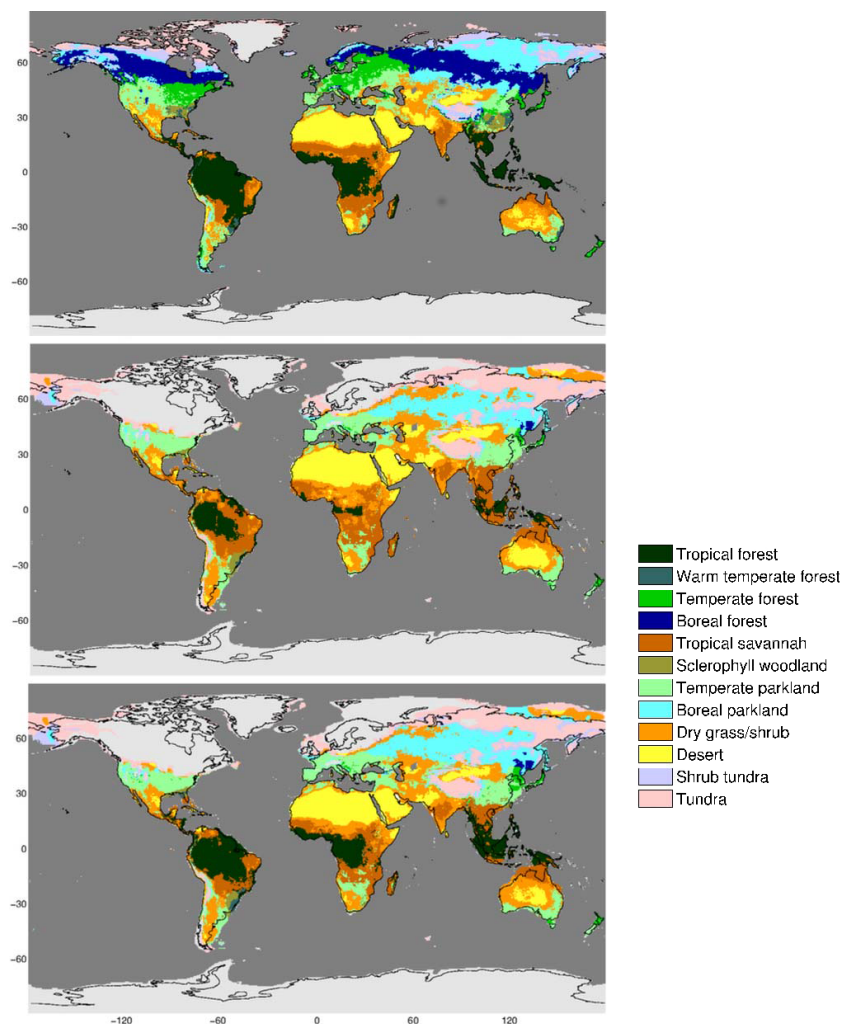 60
30
0
−30
−60
60
30
0
−30
−60
60
30
0
−30
−60
−120 −60 0 60 120
Tropical forest
Warm temperate forest
Temperate forest
Boreal forest
Tropical savannah
Sclerophyll woodland
Temperate parkland
Boreal parkland
Dry grass/shrub
Desert
Shrub tundra
Tundra